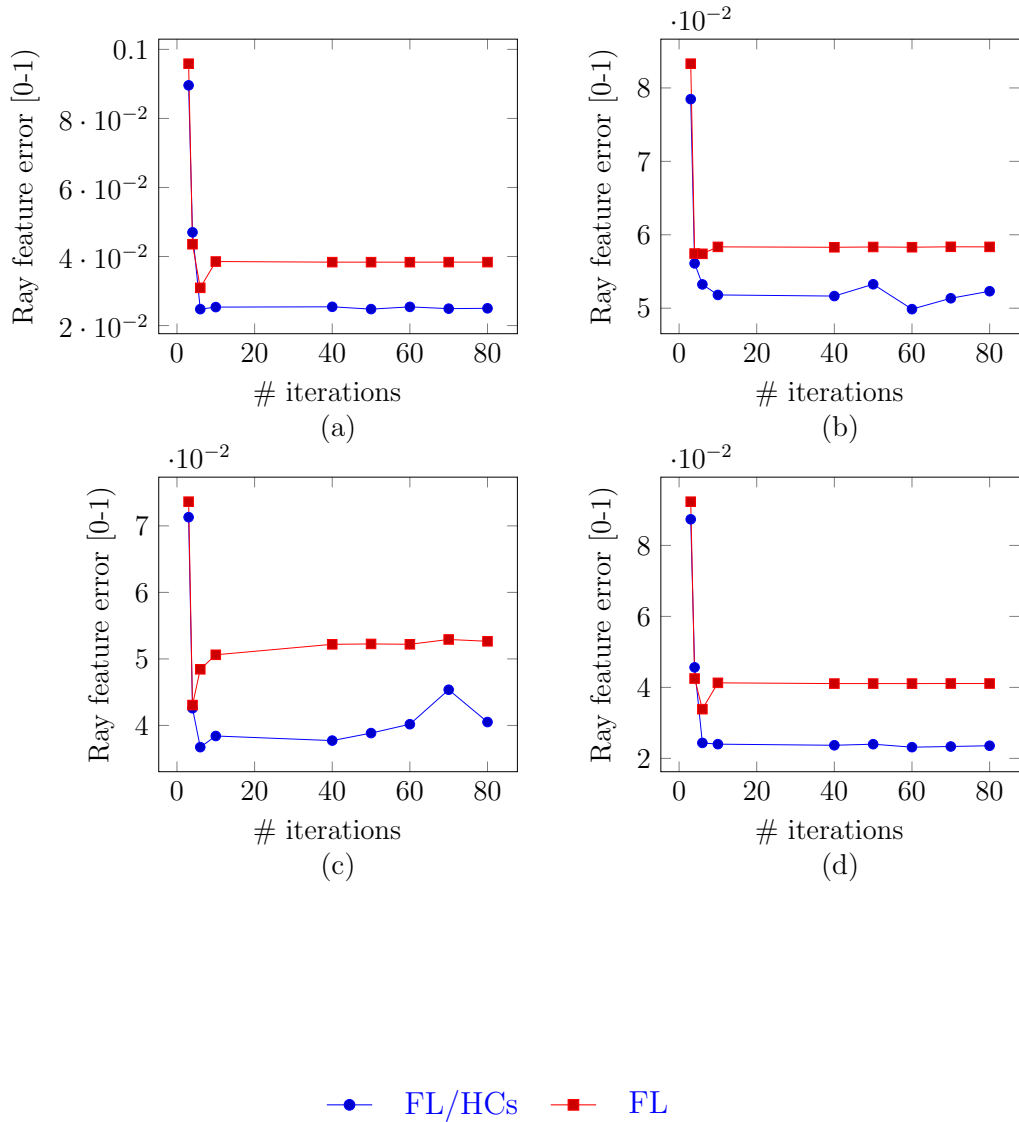 0.1
8 · 10⁻²
6 · 10⁻²
4 · 10⁻²
2 · 10⁻²
0 20 40 60 80
Ray feature error [0-1)
# iterations
(a)
·10⁻²
8
7
6
5
0 20 40 60 80
Ray feature error [0-1)
# iterations
(b)
·10⁻²
7
6
5
4
0 20 40 60 80
Ray feature error [0-1)
# iterations
(c)
·10⁻²
8
6
4
2
0 20 40 60 80
Ray feature error [0-1)
# iterations
(d)
FL/HCs FL